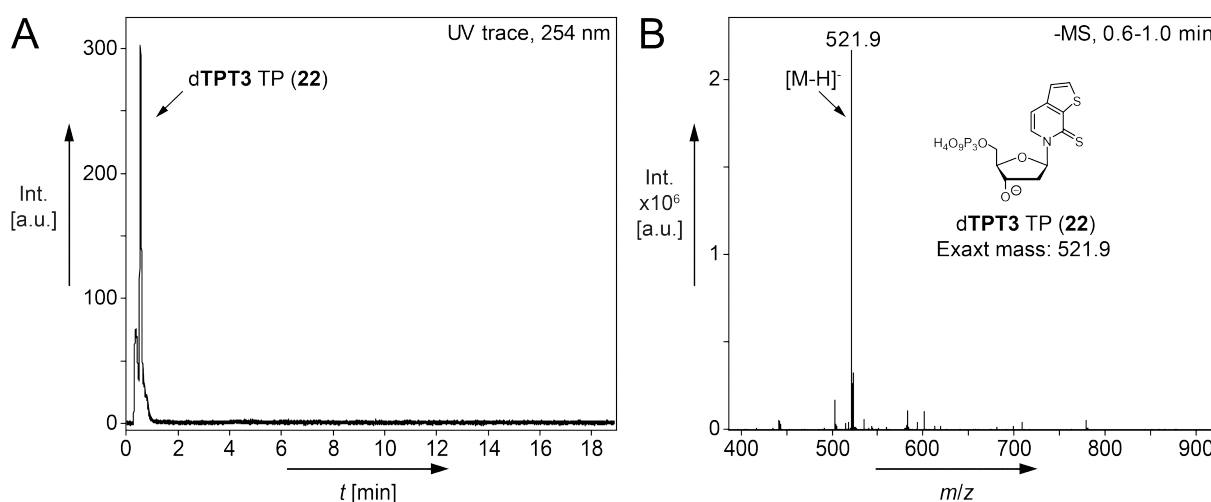 A
UV trace, 254 nm
300
dTPT3 TP (22)
200
Int.
[a.u.]
100
0
0 2 4 6 8 10 12 14 16 18
t [min]
B
521.9
-MS, 0.6-1.0 min
2
[M-H]-
S
N
S
H4O9P3
O
O
O⊖
Int.
x10⁶
[a.u.]
dTPT3 TP (22)
Exaxt mass: 521.9
1
0
400 500 600 700 800 900
m/z